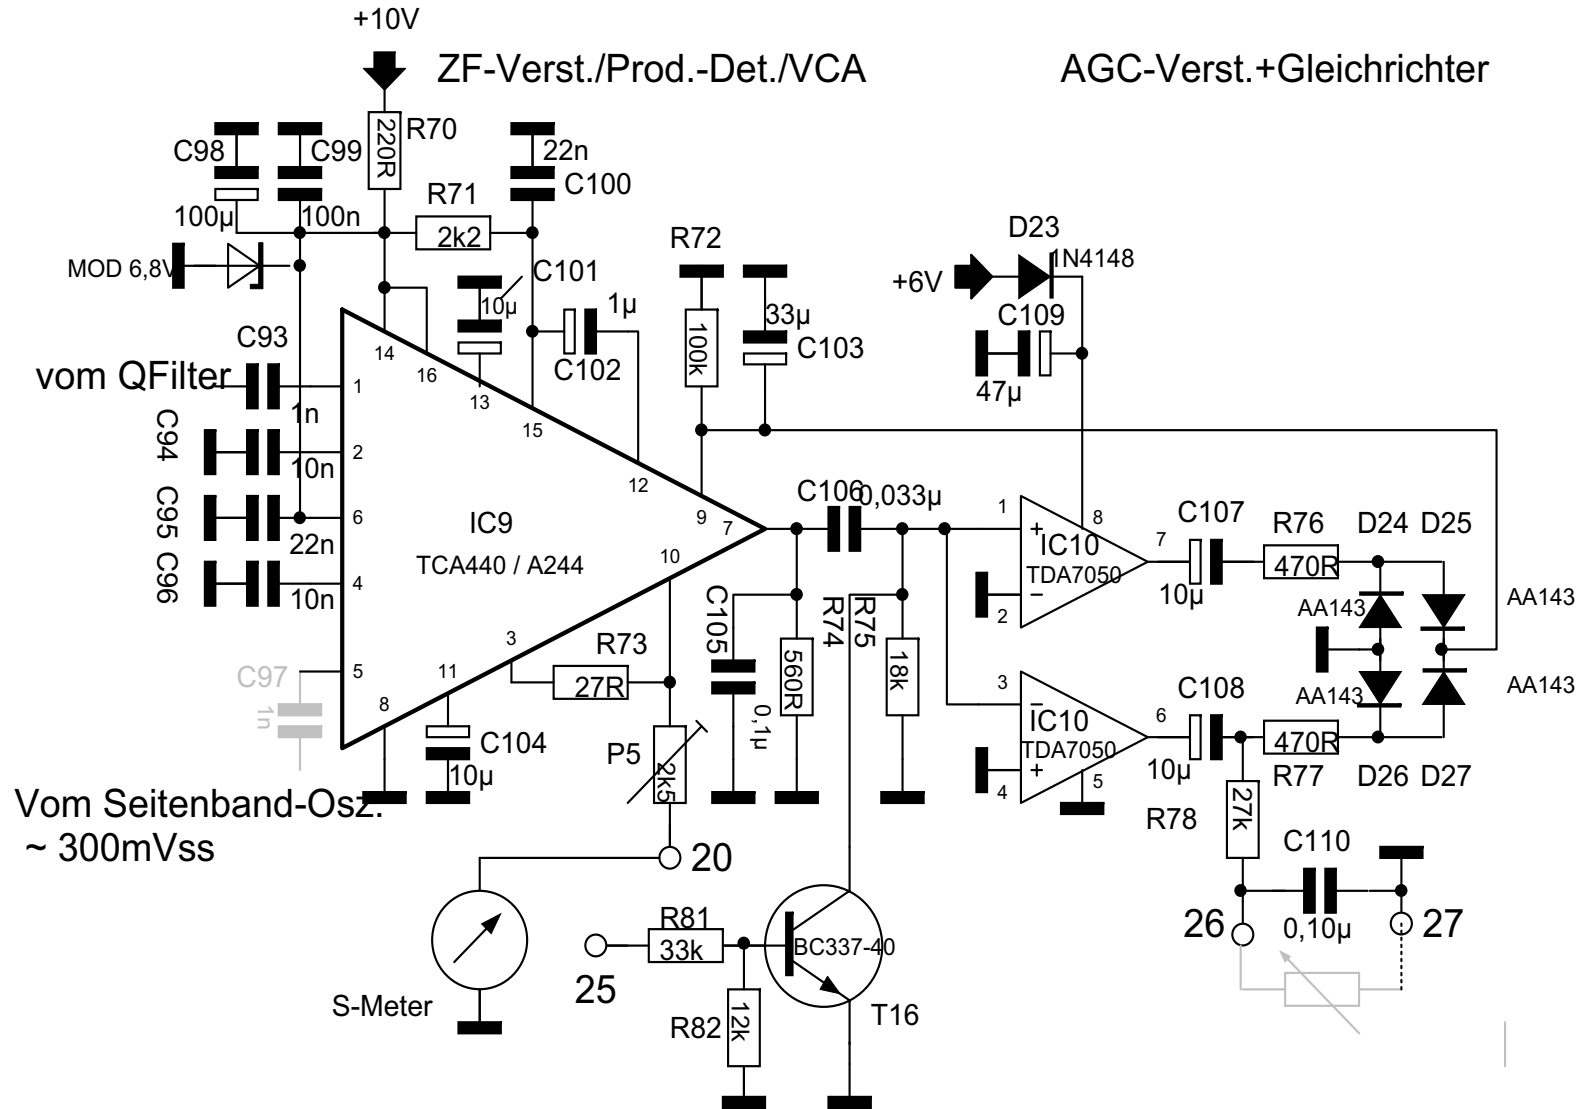 +10V
ZF-Verst./Prod.-Det./VCA
AGC-Verst.+Gleichrichter
C98
C99
220R
R70
22n
C100
R71
100µ
100n
2k2
R72
D23
1N4148
MOD 6,8V
C101
10µ
1µ
+6V
33µ
C109
C93
14
16
13
15
C102
100k
C103
47µ
vom QFilter
1
1n
C94
2
10n
12
C106
0,033µ
C95
6
22n
IC9
TCA440 / A244
9
7
10
1
+
8
IC10
TDA7050
−
2
7
C107
R76
D24
D25
470R
10µ
C96
4
10n
AA143
AA143
C105
R74
R75
3
R73
27R
560R
18k
C97
1n
5
11
8
3
−
IC10
TDA7050
+
4
5
6
C108
AA143
AA143
470R
10µ
R77
D26
D27
C104
10µ
P5
2k5
0,1µ
Vom Seitenband-Osz.
~ 300mVss
R78
27k
C110
20
26
0,10µ
27
R81
33k
BC337-40
25
S-Meter
R82
12k
T16